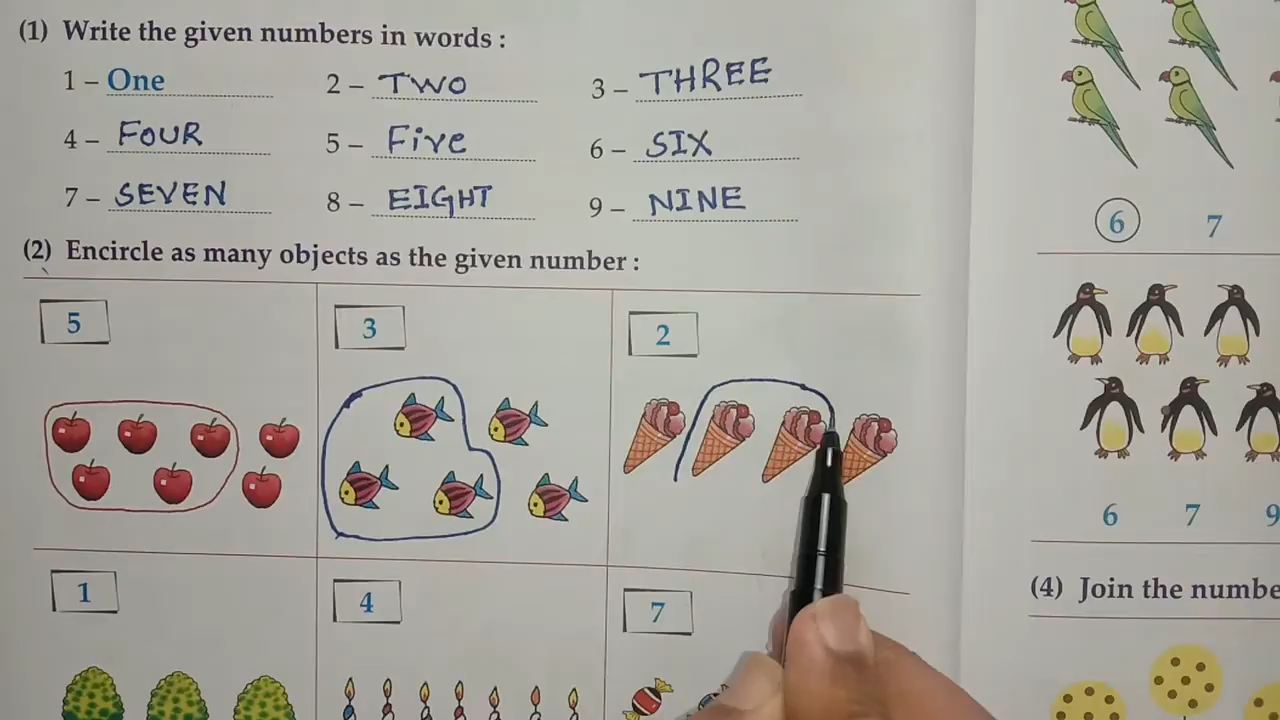 (1) Write the given numbers in words :
1 – One 2 – TWO 3 – THREE
4 – FOUR 5 – Five 6 – SIX
7 – SEVEN 8 – EIGHT 9 – NINE
(2) Encircle as many objects as the given number :
5 3 2
1 4 7
6 7
6 7 9
(4) Join the numbe